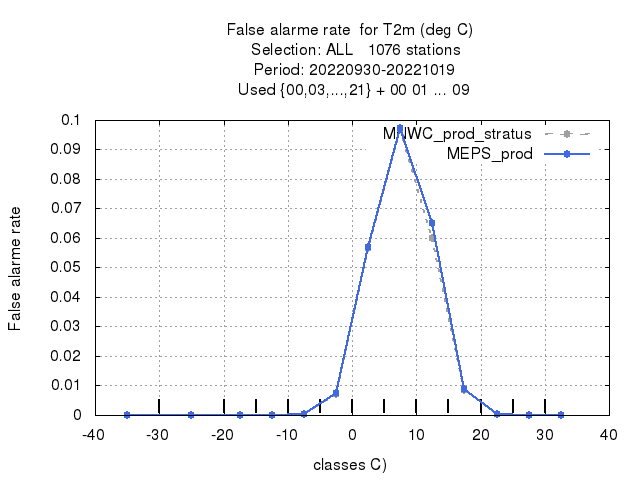 False alarme rate for T2m (deg C)
Selection: ALL 1076 stations
Period: 20220930-20221019
Used {00,03,...,21} + 00 01 ... 09
0.1
0.09
0.08
0.07
0.06
0.05
0.04
0.03
0.02
0.01
0
False alarme rate
MEPS_prod
-40
-30
-20
-10
0
10
20
30
40
classes C)